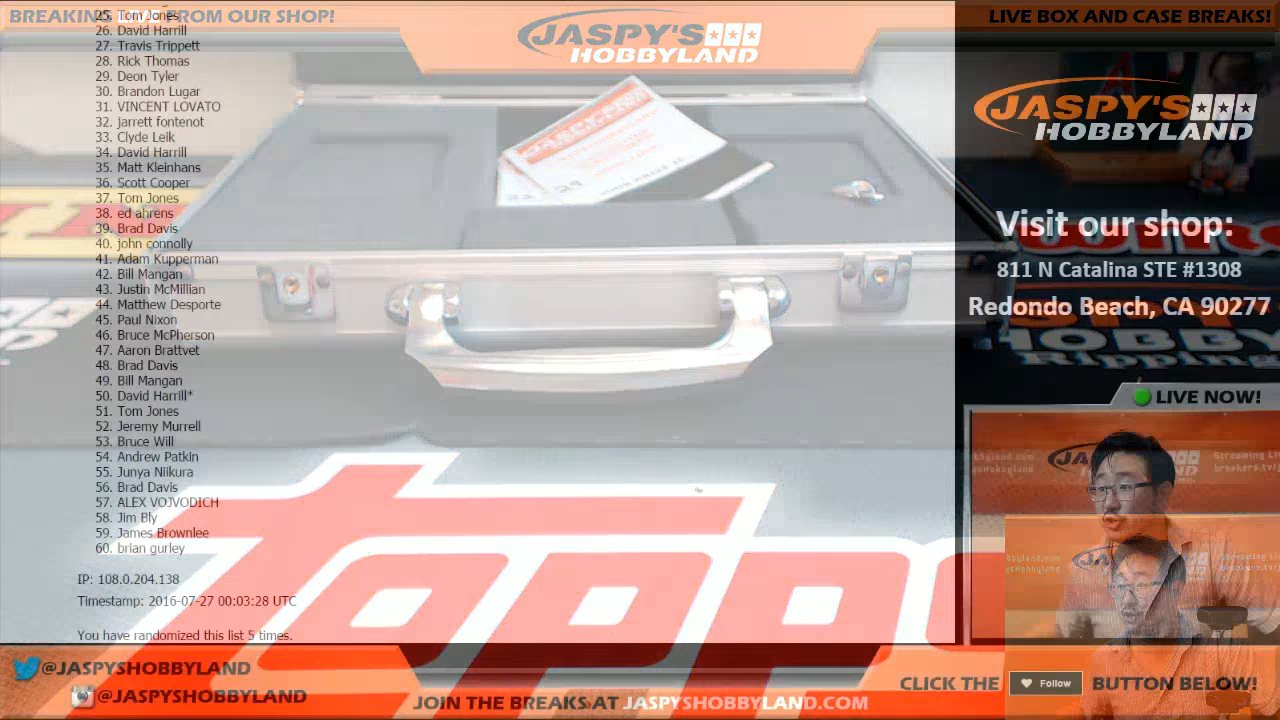 BREAKING LIVE FROM OUR SHOP!
JASPY'S
HOBBYLAND
LIVE BOX AND CASE BREAKS!
25. Tom Jones
26. David Harrill
27. Travis Trippett
28. Rick Thomas
29. Deon Tyler
30. Brandon Lugar
31. VINCENT LOVATO
32. jarrett fontenot
33. Clyde Leik
34. David Harrill
35. Matt Kleinhans
36. Scott Cooper
37. Tom Jones
38. ed ahrens
39. Brad Davis
40. john connolly
41. Adam Kupperman
42. Bill Mangan
43. Justin McMillian
44. Matthew Desporte
45. Paul Nixon
46. Bruce McPherson
47. Aaron Brattvet
48. Brad Davis
49. Bill Mangan
50. David Harrill*
51. Tom Jones
52. Jeremy Murrell
53. Bruce Will
54. Andrew Patkin
55. Junya Niikura
56. Brad Davis
57. ALEX VOJVODICH
58. Jim Bly
59. James Brownlee
60. brian gurley
IP: 108.0.204.138
Timestamp: 2016-07-27 00:03:28 UTC
You have randomized this list 5 times.
topps
JASPY'S
HOBBYLAND
Visit our shop:
811 N Catalina STE #1308
Redondo Beach, CA 90277
HOBBY
Ripping
LIVE NOW!
@JASPYSHOBBYLAND
@JASPYSHOBBYLAND
JOIN THE BREAKS AT JASPYSHOBBYLAND.COM
CLICK THE Follow BUTTON BELOW!